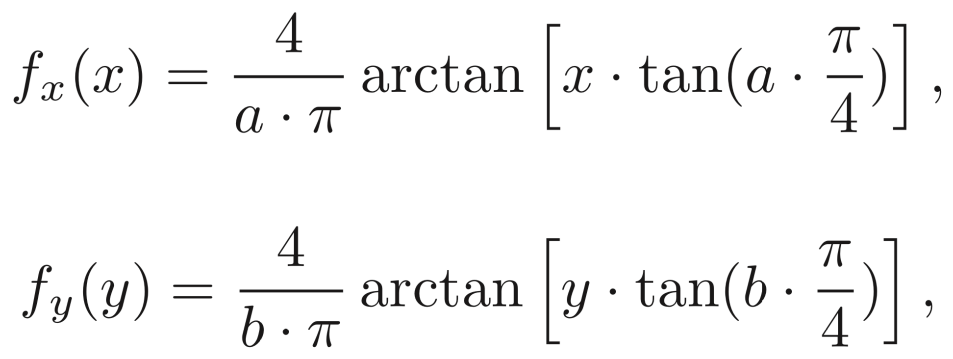 f_x(x) = \frac{4}{a \cdot \pi} \arctan \left[ x \cdot \tan(a \cdot \frac{\pi}{4}) \right],
f_y(y) = \frac{4}{b \cdot \pi} \arctan \left[ y \cdot \tan(b \cdot \frac{\pi}{4}) \right],